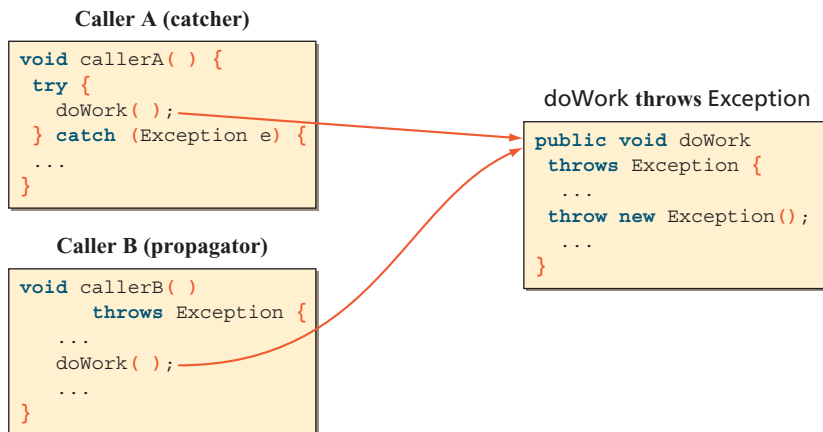 Caller A (catcher)
void callerA( ) {
try {
doWork( );
} catch (Exception e) {
...
}
doWork throws Exception
public void doWork
throws Exception {
...
throw new Exception();
...
}
Caller B (propagator)
void callerB( )
throws Exception {
...
doWork( );
...
}